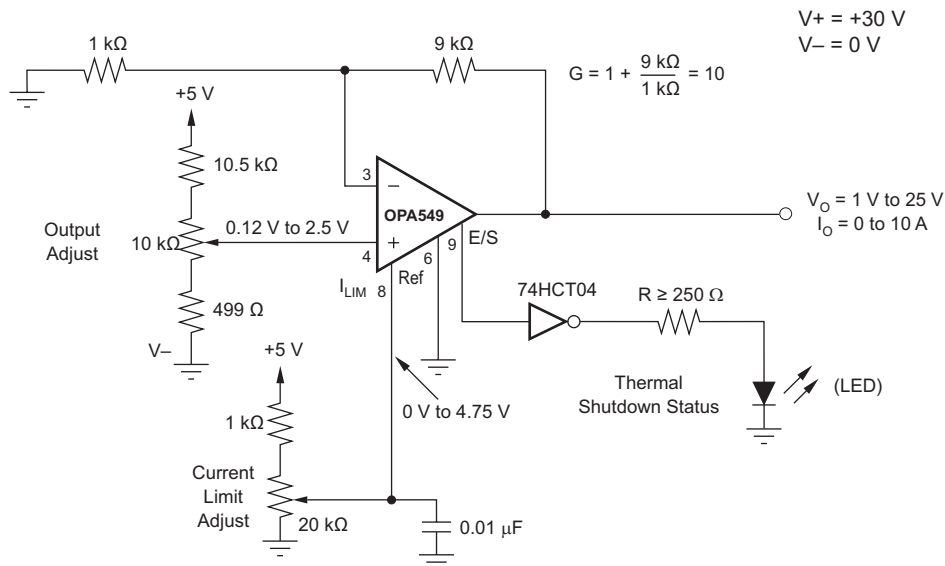 V+ = +30 V
V– = 0 V
1 kΩ
9 kΩ
G = 1 + 9 kΩ / 1 kΩ = 10
+5 V
10.5 kΩ
Output
Adjust
10 kΩ
0.12 V to 2.5 V
499 Ω
V–
3
–
OPA549
+
4
I_LIM 8
Ref
6
9
E/S
V_O = 1 V to 25 V
I_O = 0 to 10 A
74HCT04
R ≥ 250 Ω
Thermal
Shutdown Status
(LED)
0 V to 4.75 V
+5 V
1 kΩ
Current
Limit
Adjust
20 kΩ
0.01 μF